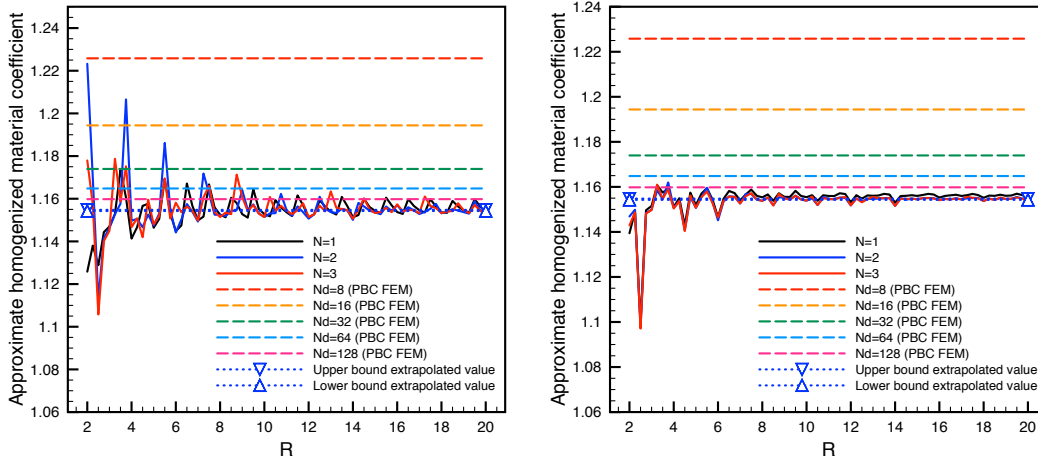 Approximate homogenized material coefficient
1.24
1.22
1.2
1.18
1.16
1.14
1.12
1.1
1.08
1.06
2 4 6 8 10 12 14 16 18 20
R
N=1
N=2
N=3
Nd=8 (PBC FEM)
Nd=16 (PBC FEM)
Nd=32 (PBC FEM)
Nd=64 (PBC FEM)
Nd=128 (PBC FEM)
Upper bound extrapolated value
Lower bound extrapolated value
Approximate homogenized material coefficient
1.24
1.22
1.2
1.18
1.16
1.14
1.12
1.1
1.08
1.06
2 4 6 8 10 12 14 16 18 20
R
N=1
N=2
N=3
Nd=8 (PBC FEM)
Nd=16 (PBC FEM)
Nd=32 (PBC FEM)
Nd=64 (PBC FEM)
Nd=128 (PBC FEM)
Upper bound extrapolated value
Lower bound extrapolated value